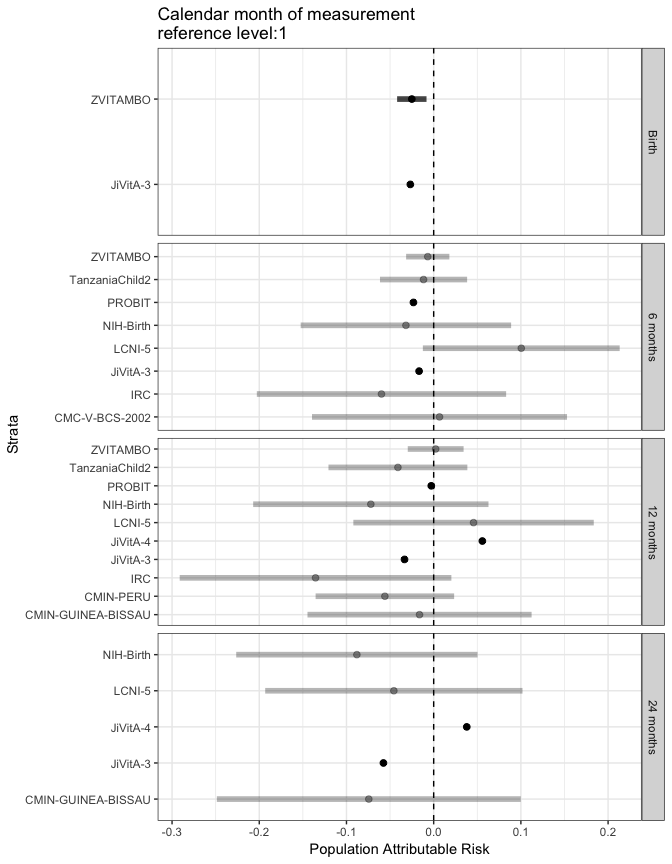 Calendar month of measurement
reference level:1
ZVITAMBO
JiVitA-3
Birth
ZVITAMBO
TanzaniaChild2
PROBIT
NIH-Birth
LCNI-5
JiVitA-3
IRC
CMC-V-BCS-2002
6 months
Strata
ZVITAMBO
TanzaniaChild2
PROBIT
NIH-Birth
LCNI-5
JiVitA-4
JiVitA-3
IRC
CMIN-PERU
CMIN-GUINEA-BISSAU
12 months
NIH-Birth
LCNI-5
JiVitA-4
JiVitA-3
CMIN-GUINEA-BISSAU
24 months
-0.3 -0.2 -0.1 0.0 0.1 0.2
Population Attributable Risk